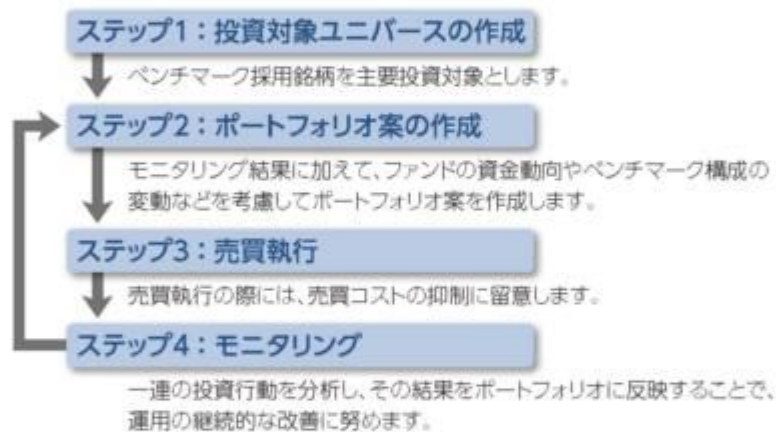 ステップ1：投資対象ユニバースの作成
ベンチマーク採用銘柄を主要投資対象とします。
ステップ2：ポートフォリオ案の作成
モニタリング結果に加えて、ファンドの資金動向やベンチマーク構成の
変動などを考慮してポートフォリオ案を作成します。
ステップ3：売買執行
売買執行の際には、売買コストの抑制に留意します。
ステップ4：モニタリング
一連の投資行動を分析し、その結果をポートフォリオに反映することで、
運用の継続的な改善に努めます。